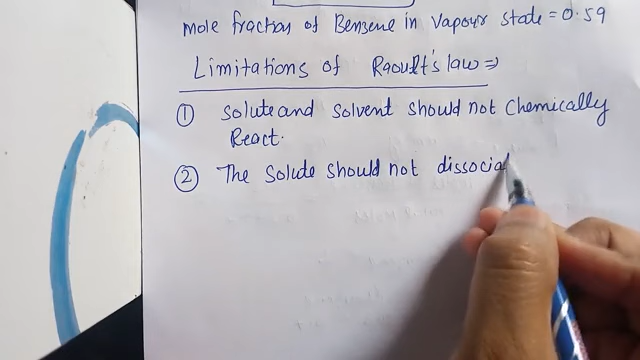 Mole fraction of Benzene in Vapour state = 0.59
Limitations of Raoult's law ⇒
① Solute and Solvent should not Chemically
React.
② The Solute should not dissociat